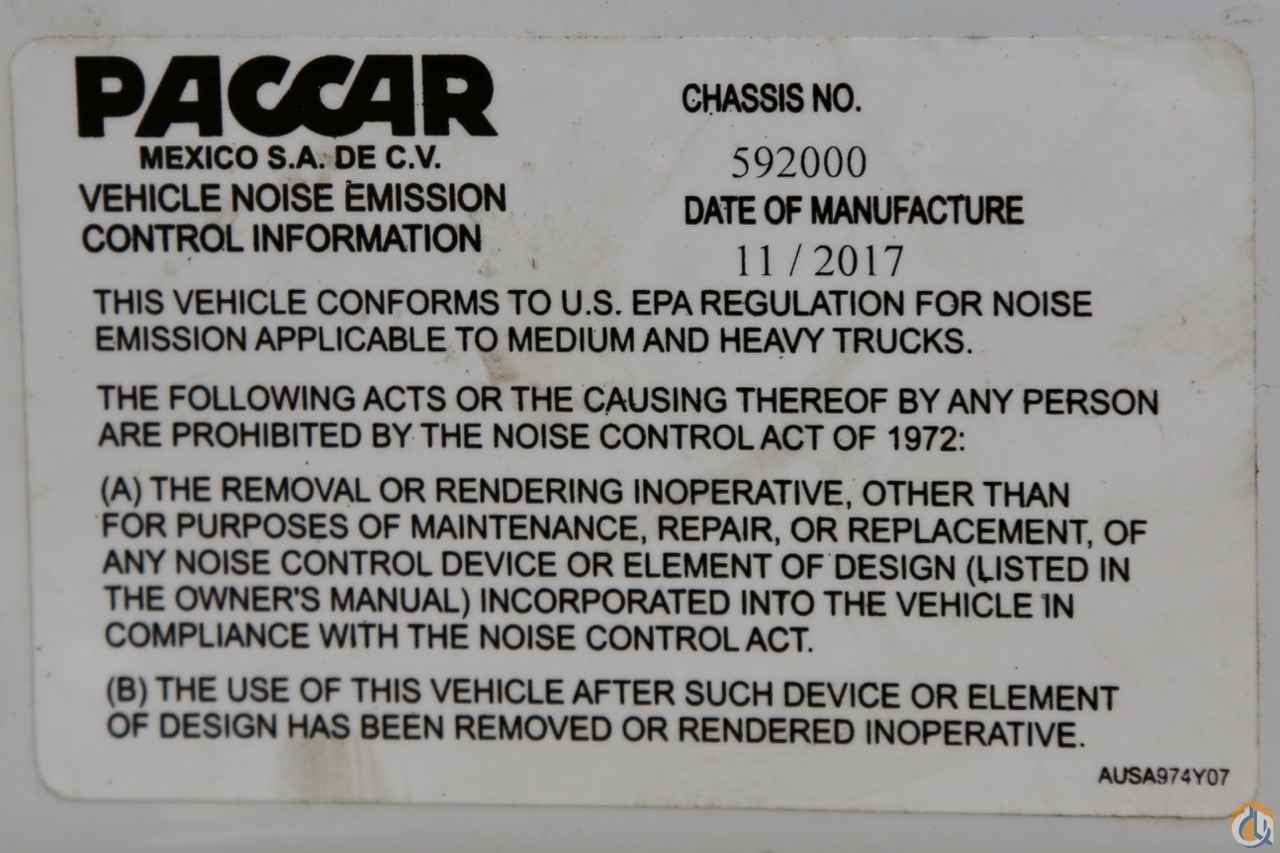 PACCAR
MEXICO S.A. DE C.V.
VEHICLE NOISE EMISSION
CONTROL INFORMATION
CHASSIS NO.
592000
DATE OF MANUFACTURE
11 / 2017
THIS VEHICLE CONFORMS TO U.S. EPA REGULATION FOR NOISE
EMISSION APPLICABLE TO MEDIUM AND HEAVY TRUCKS.
THE FOLLOWING ACTS OR THE CAUSING THEREOF BY ANY PERSON
ARE PROHIBITED BY THE NOISE CONTROL ACT OF 1972:
(A) THE REMOVAL OR RENDERING INOPERATIVE, OTHER THAN
FOR PURPOSES OF MAINTENANCE, REPAIR, OR REPLACEMENT, OF
ANY NOISE CONTROL DEVICE OR ELEMENT OF DESIGN (LISTED IN
THE OWNER'S MANUAL) INCORPORATED INTO THE VEHICLE IN
COMPLIANCE WITH THE NOISE CONTROL ACT.
(B) THE USE OF THIS VEHICLE AFTER SUCH DEVICE OR ELEMENT
OF DESIGN HAS BEEN REMOVED OR RENDERED INOPERATIVE.
AUSA974Y07